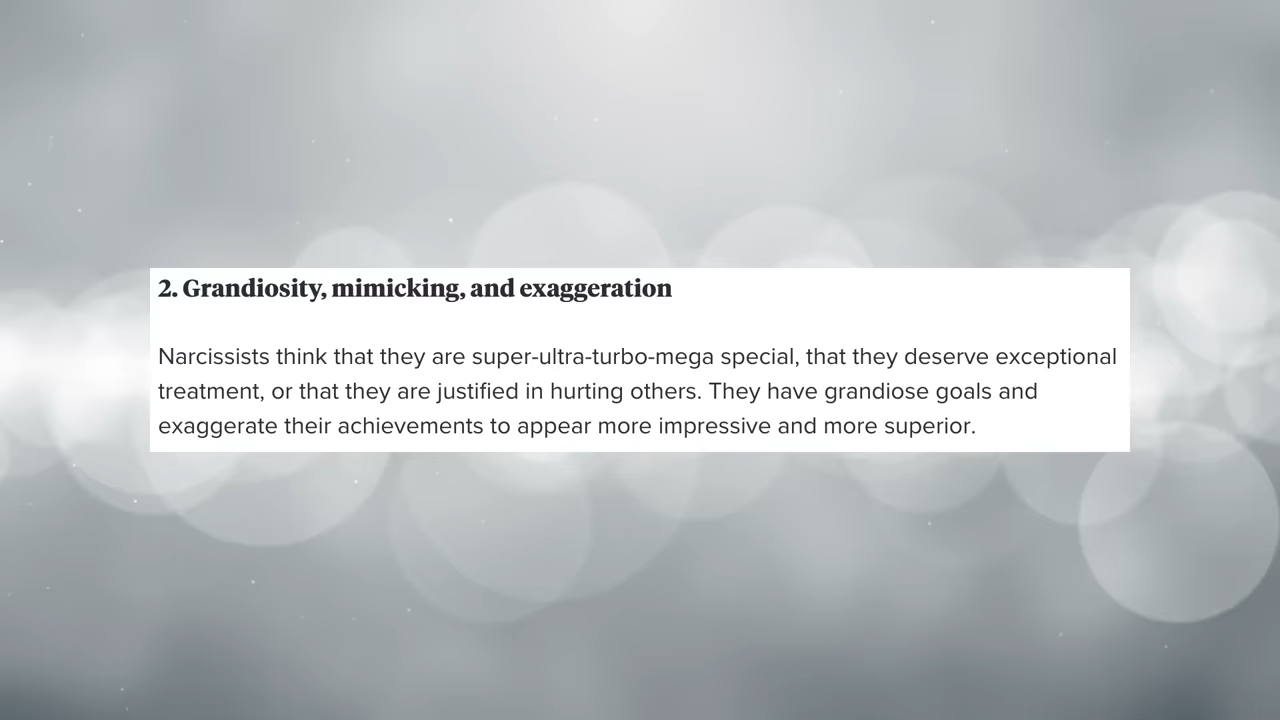 2. Grandiosity, mimicking, and exaggeration
Narcissists think that they are super-ultra-turbo-mega special, that they deserve exceptional
treatment, or that they are justified in hurting others. They have grandiose goals and
exaggerate their achievements to appear more impressive and more superior.